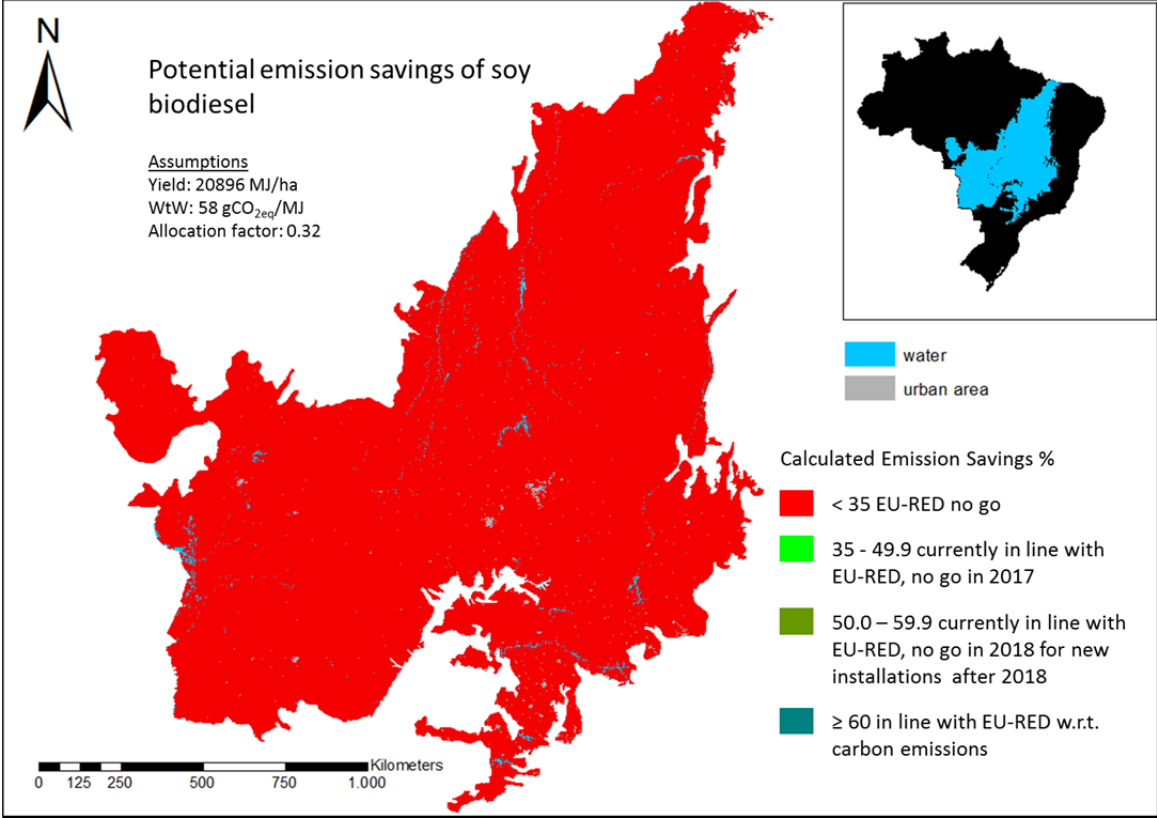 N
Potential emission savings of soy
biodiesel
Assumptions
Yield: 20896 MJ/ha
WtW: 58 gCO₂eq/MJ
Allocation factor: 0.32
water
urban area
Calculated Emission Savings %
< 35 EU-RED no go
35 - 49.9 currently in line with
EU-RED, no go in 2017
50.0 – 59.9 currently in line with
EU-RED, no go in 2018 for new
installations after 2018
≥ 60 in line with EU-RED w.r.t.
carbon emissions
Kilometers
0 125 250 500 750 1.000